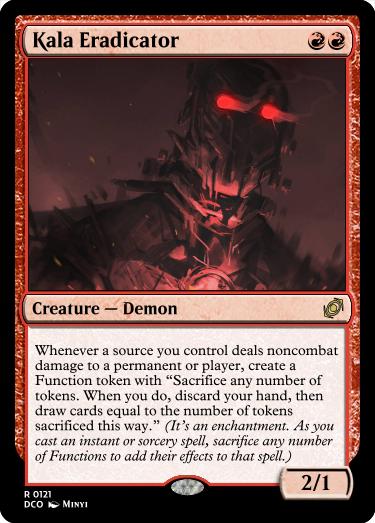 Kala Eradicator
Creature — Demon
Whenever a source you control deals noncombat
damage to a permanent or player, create a
Function token with “Sacrifice any number of
tokens. When you do, discard your hand, then
draw cards equal to the number of tokens
sacrificed this way.” (It’s an enchantment. As you
cast an instant or sorcery spell, sacrifice any number
of Functions to add their effects to that spell.)
2/1
R 0121
DCO MINYI